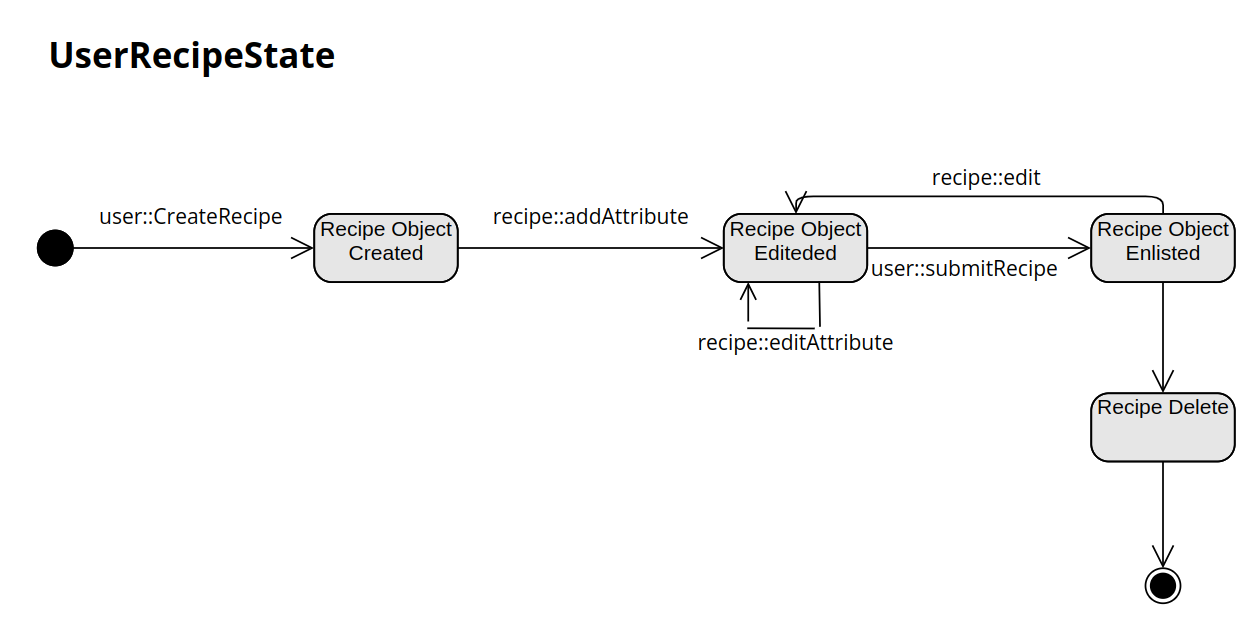 UserRecipeState
recipe::edit
user::CreateRecipe
recipe::addAttribute
Recipe Object
Created
Recipe Object
Editeded
Recipe Object
Enlisted
user::submitRecipe
recipe::editAttribute
Recipe Delete